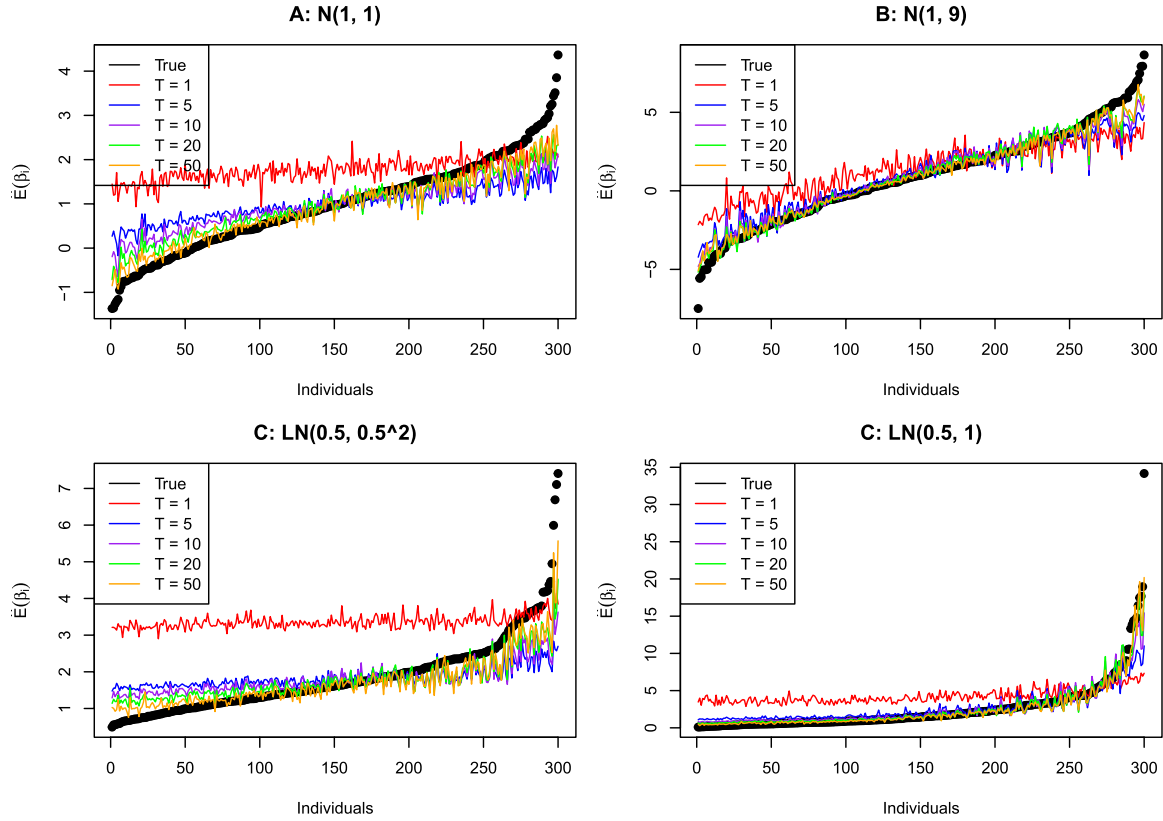 A: N(1, 1)
Ë(βᵢ)
4
3
2
1
0
−1
True
T = 1
T = 5
T = 10
T = 20
T = 50
0 50 100 150 200 250 300
Individuals
B: N(1, 9)
Ë(βᵢ)
5
0
−5
True
T = 1
T = 5
T = 10
T = 20
T = 50
0 50 100 150 200 250 300
Individuals
C: LN(0.5, 0.5^2)
Ë(βᵢ)
7
6
5
4
3
2
1
True
T = 1
T = 5
T = 10
T = 20
T = 50
0 50 100 150 200 250 300
Individuals
C: LN(0.5, 1)
Ë(βᵢ)
35
30
25
20
15
10
5
0
True
T = 1
T = 5
T = 10
T = 20
T = 50
0 50 100 150 200 250 300
Individuals